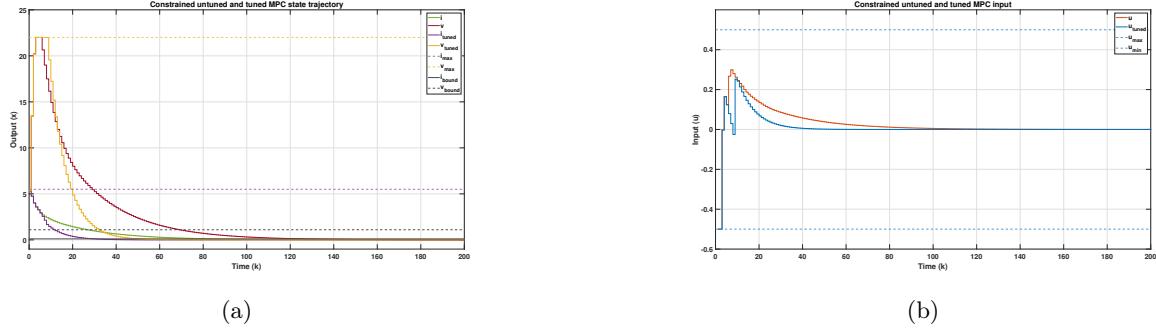 Constrained untuned and tuned MPC state trajectory
25
20
15
10
5
0
Output (x)
0 20 40 60 80 100 120 140 160 180 200
Time (k)
i
v
i_tuned
v_tuned
i_max
v_max
i_bound
v_bound
(a)
Constrained untuned and tuned MPC input
0.4
0.2
0
-0.2
-0.4
-0.6
Input (u)
0 20 40 60 80 100 120 140 160 180 200
Time (k)
u
u_tuned
u_max
u_min
(b)